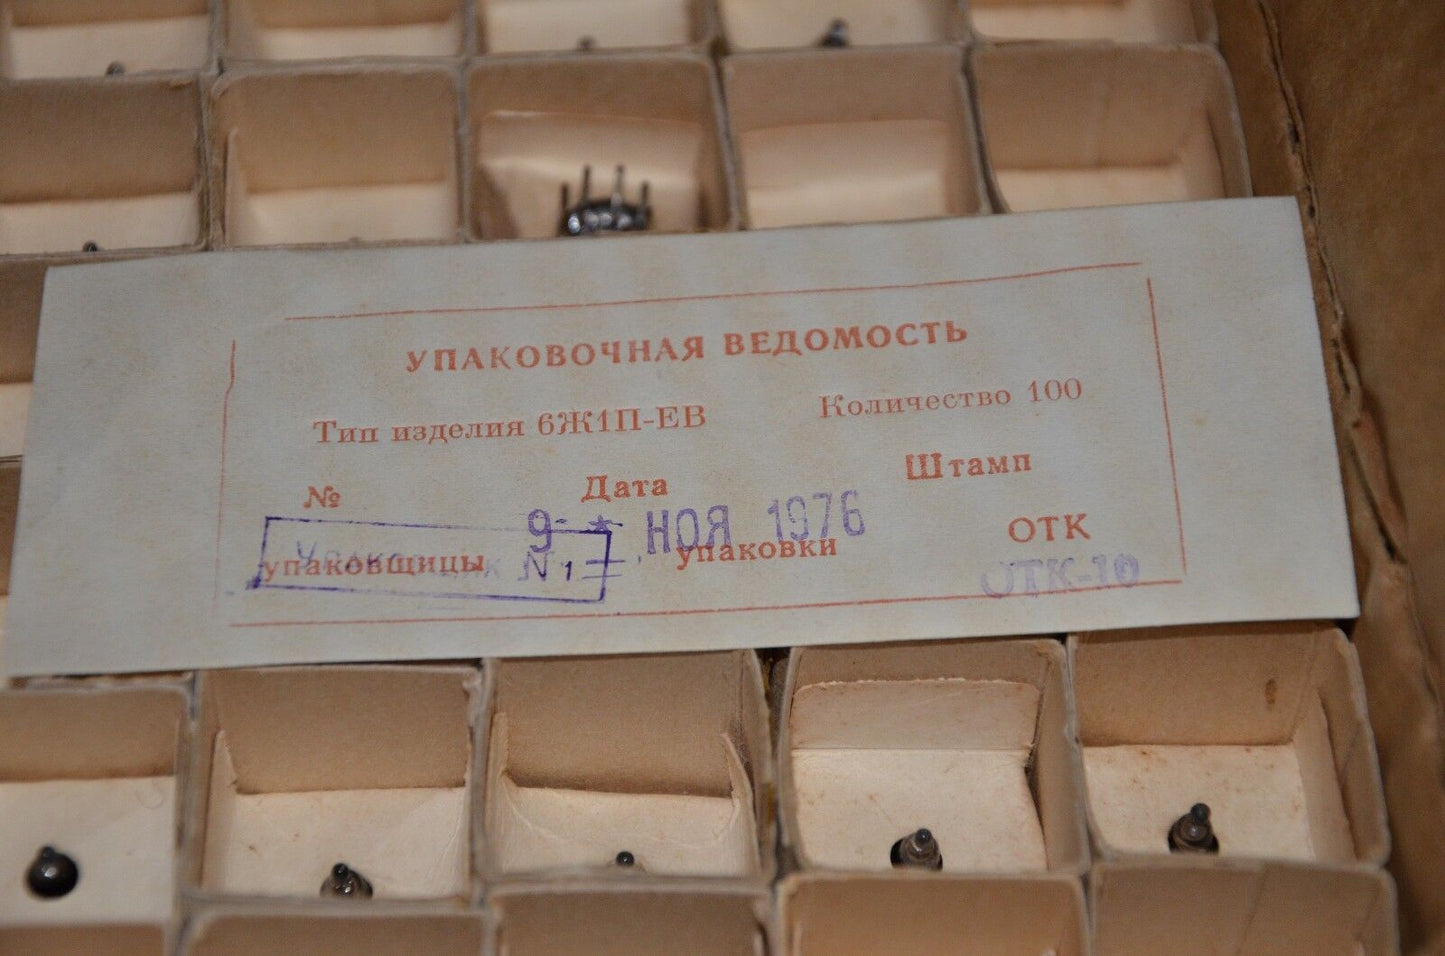 УПАКОВОЧНАЯ ВЕДОМОСТЬ
Тип изделия 6Ж1П-ЕВ Количество 100
№ Дата Штамп
9 ★ НОЯ 1976
упаковщицы упаковки ОТК
N 1
ОТК-10